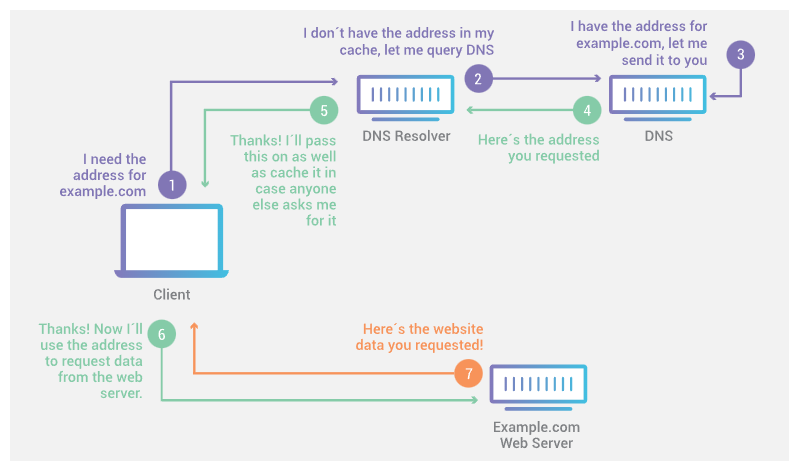 I need the
address for
example.com
1
I don´t have the address in my
cache, let me query DNS
2
DNS Resolver
I have the address for
example.com, let me
send it to you
3
DNS
4
Here´s the address
you requested
5
Thanks! I´ll pass
this on as well
as cache it in
case anyone
else asks me
for it
Client
Thanks! Now I´ll
use the address
to request data
from the web
server.
6
Here´s the website
data you requested!
7
Example.com
Web Server